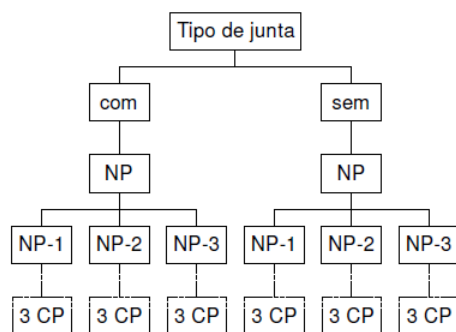 Tipo de junta
com sem
NP NP
NP-1 NP-2 NP-3 NP-1 NP-2 NP-3
3 CP 3 CP 3 CP 3 CP 3 CP 3 CP